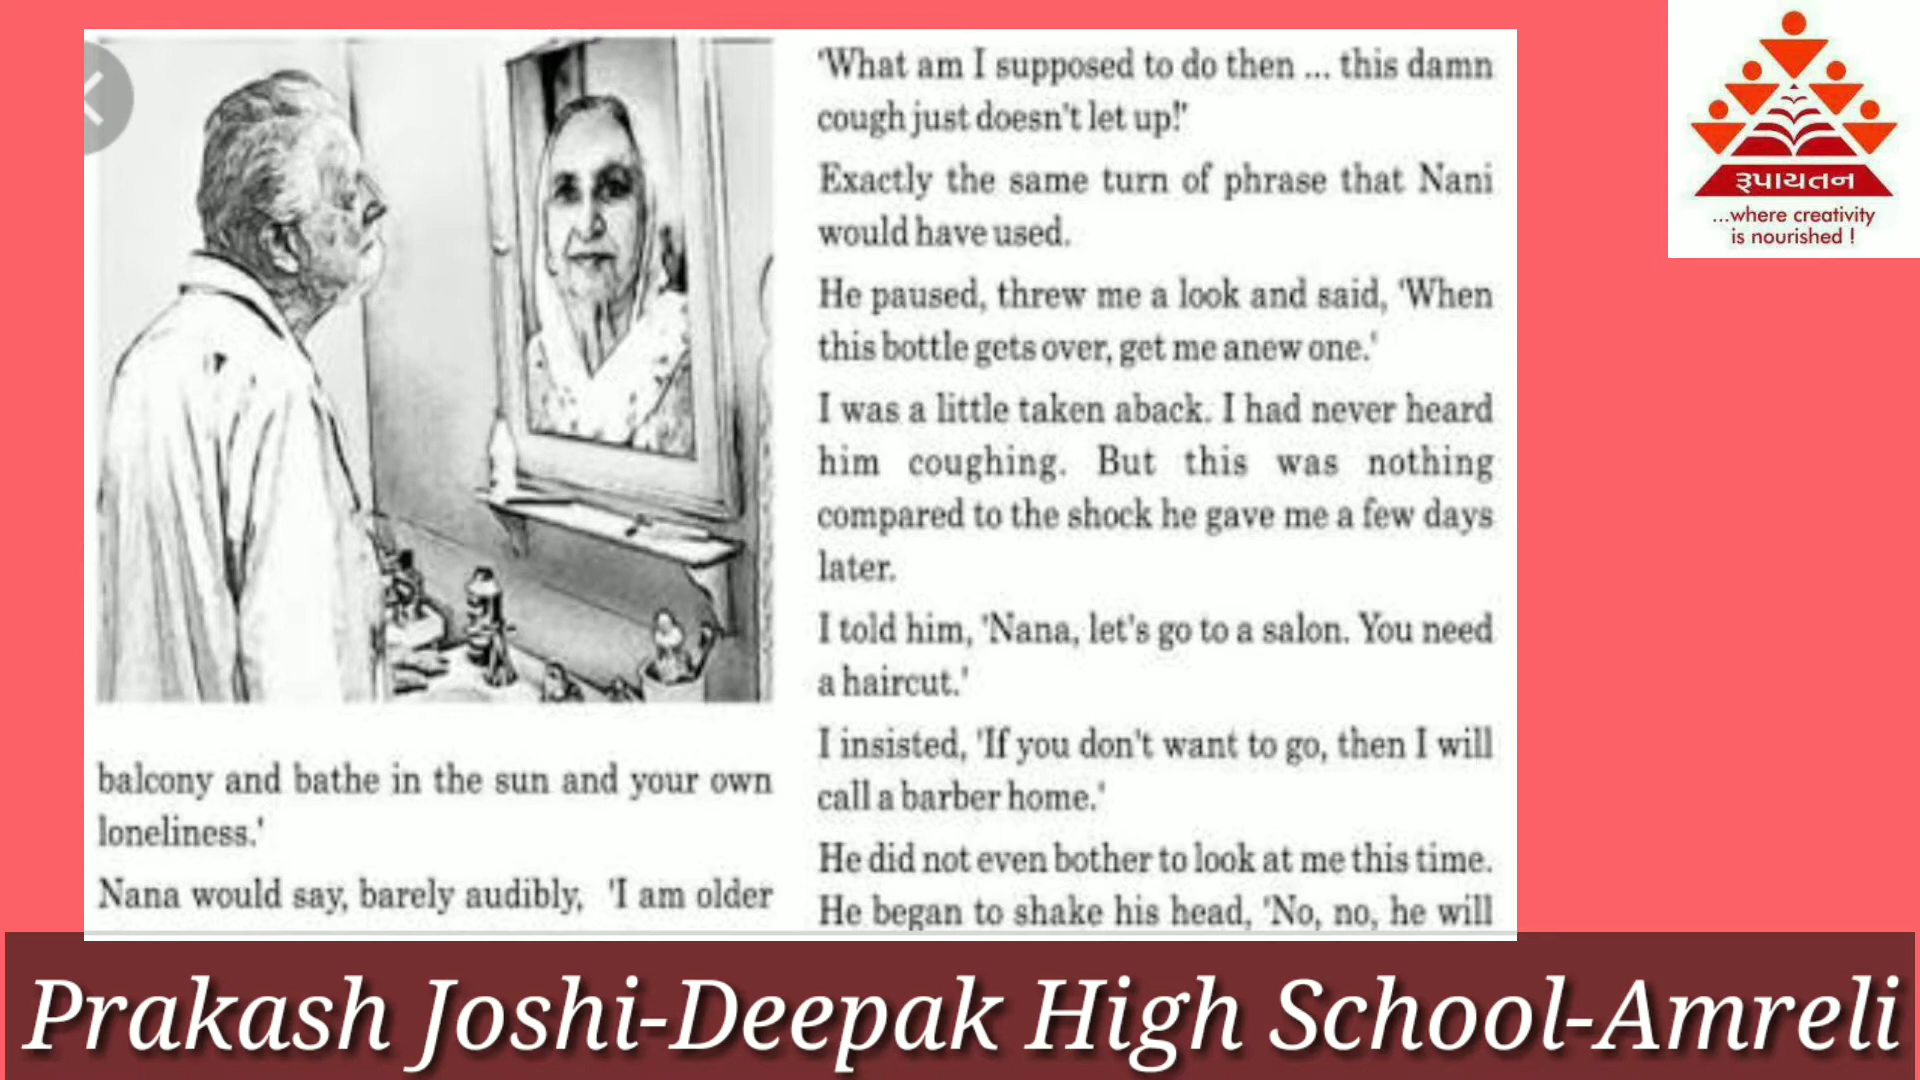 balcony and bathe in the sun and your own
loneliness.'
Nana would say, barely audibly, 'I am older
'What am I supposed to do then ... this damn
cough just doesn't let up!'
Exactly the same turn of phrase that Nani
would have used.
He paused, threw me a look and said, 'When
this bottle gets over, get me anew one.'
I was a little taken aback. I had never heard
him coughing. But this was nothing
compared to the shock he gave me a few days
later.
I told him, 'Nana, let's go to a salon. You need
a haircut.'
I insisted, 'If you don't want to go, then I will
call a barber home.'
He did not even bother to look at me this time.
He began to shake his head, 'No, no, he will
રૂપાયતન
...where creativity
is nourished !
Prakash Joshi-Deepak High School-Amreli